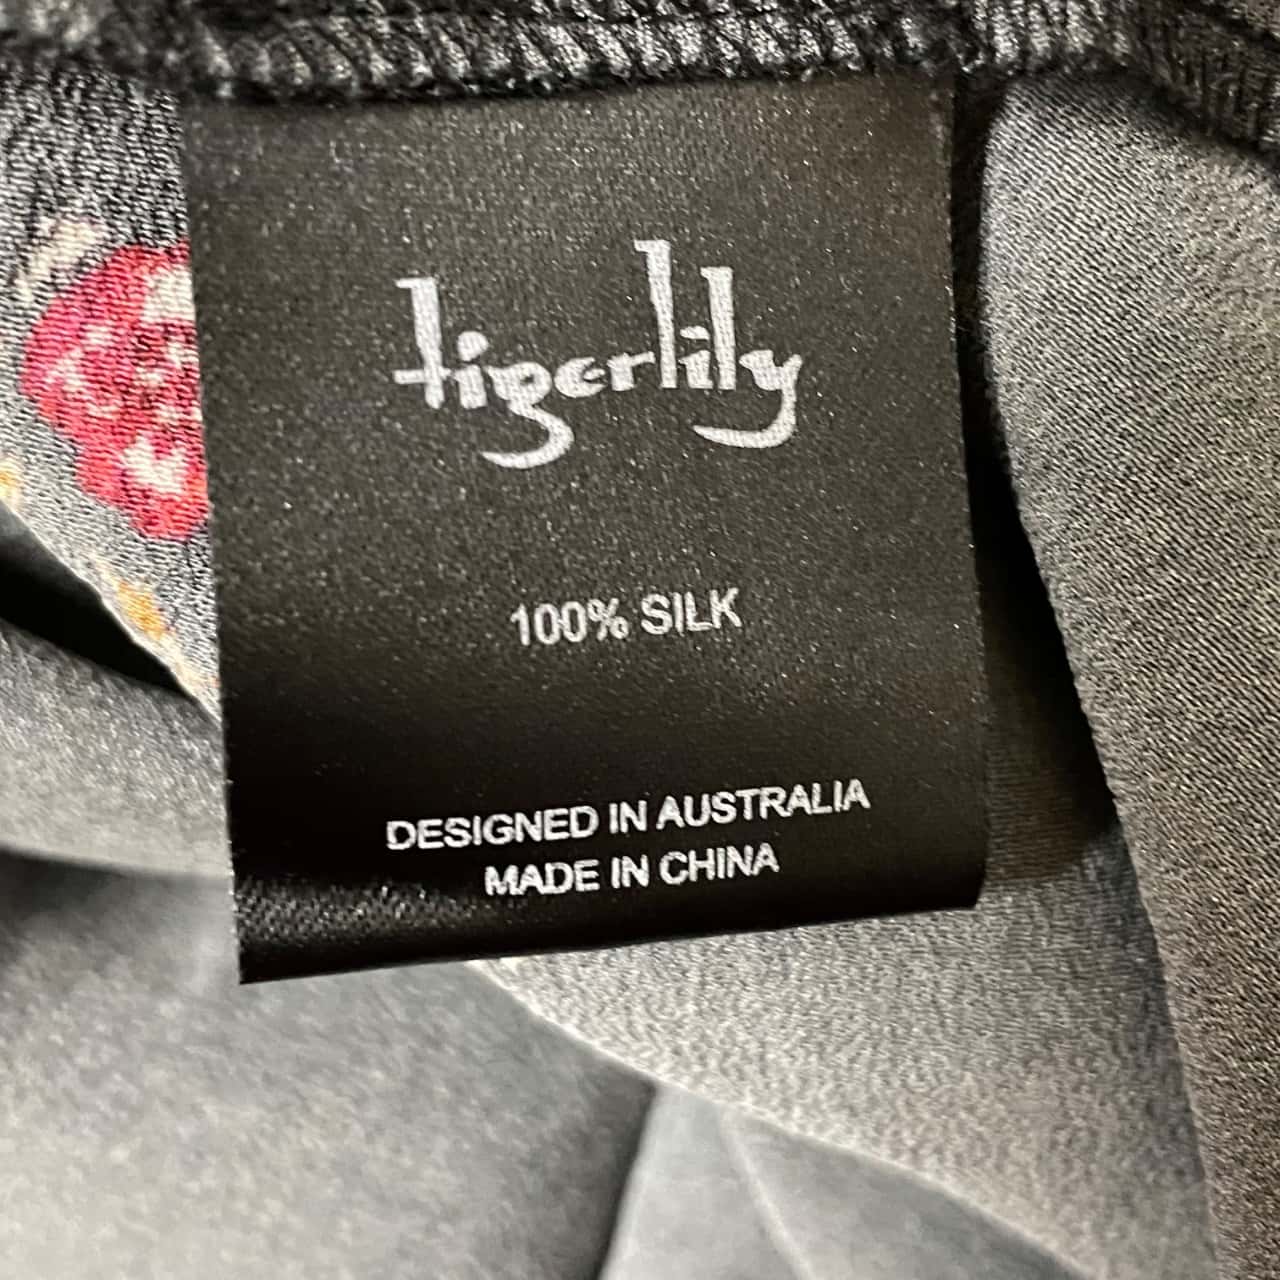 tigerlily
100% SILK
DESIGNED IN AUSTRALIA
MADE IN CHINA